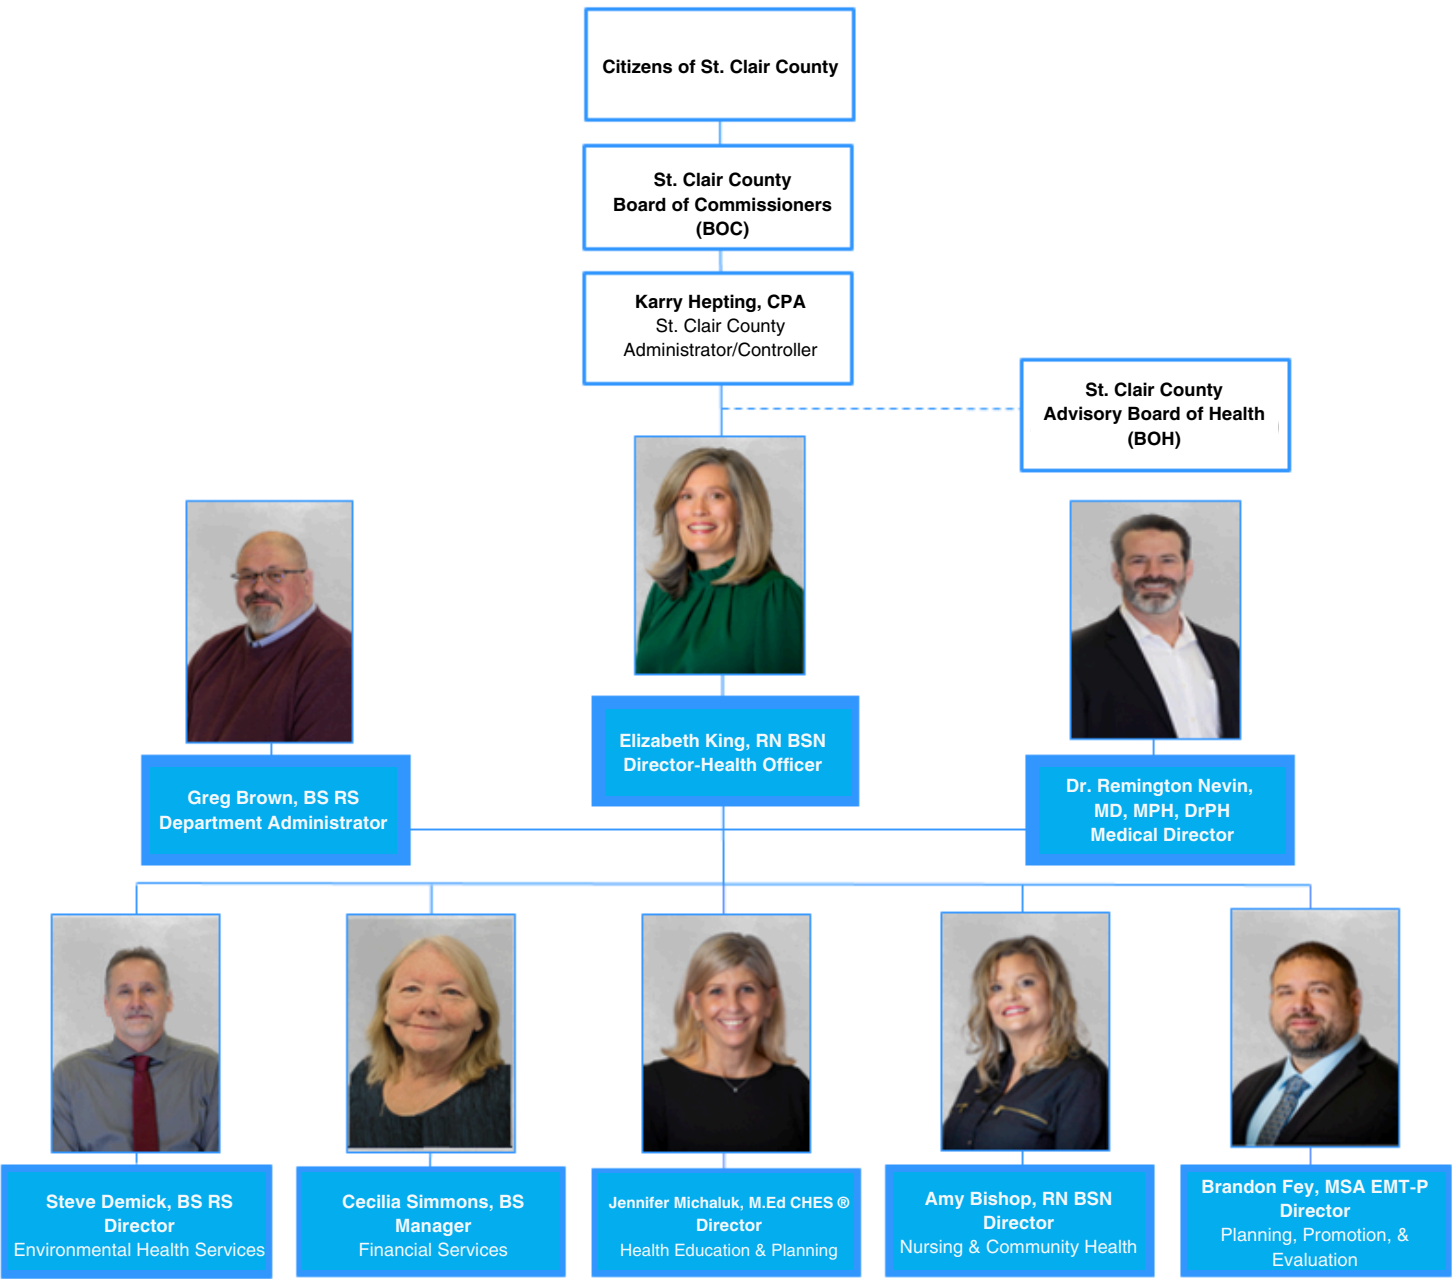 Citizens of St. Clair County
St. Clair County
Board of Commissioners
(BOC)
Karry Hepting, CPA
St. Clair County
Administrator/Controller
St. Clair County
Advisory Board of Health
(BOH)
Elizabeth King, RN BSN
Director-Health Officer
Greg Brown, BS RS
Department Administrator
Dr. Remington Nevin,
MD, MPH, DrPH
Medical Director
Steve Demick, BS RS
Director
Environmental Health Services
Cecilia Simmons, BS
Manager
Financial Services
Jennifer Michaluk, M.Ed CHES ®
Director
Health Education & Planning
Amy Bishop, RN BSN
Director
Nursing & Community Health
Brandon Fey, MSA EMT-P
Director
Planning, Promotion, &
Evaluation